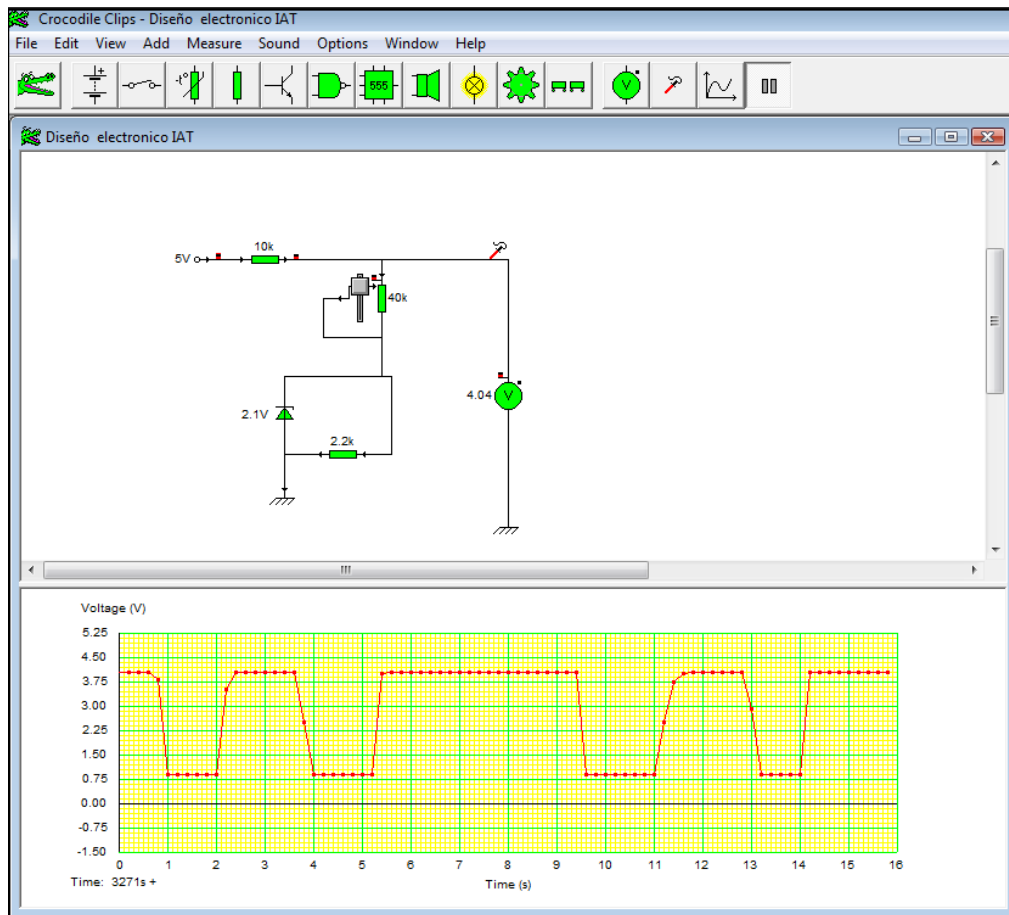 Crocodile Clips - Diseño electronico IAT
File Edit View Add Measure Sound Options Window Help
555
V
Diseño electronico IAT
10k
5V
40k
4.04 V
2.1V
2.2k
Voltage (V)
5.25
4.50
3.75
3.00
2.25
1.50
0.75
0.00
-0.75
-1.50
0 1 2 3 4 5 6 7 8 9 10 11 12 13 14 15 16
Time: 3271s +
Time (s)